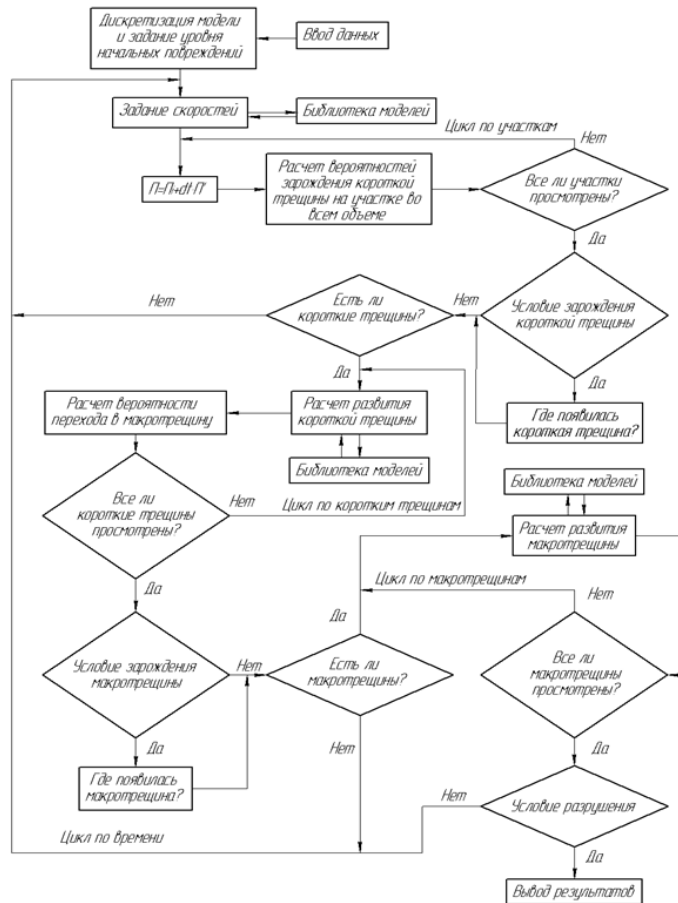 Дискретизация модели
и задание уровня
начальных повреждений
Ввод данных
Задание скоростей
Библиотека моделей
Цикл по участкам
Нет
П=П+dt·П'
Расчет вероятностей
зарождения короткой
трещины на участке во
всем объеме
Все ли участки
просмотрены?
Да
Нет
Есть ли
короткие трещины?
Нет
Условие зарождения
короткой трещины
Да
Да
Расчет вероятности
перехода в макротрещину
Расчет развития
короткой трещины
Где появилась
короткая трещина?
Библиотека моделей
Библиотека моделей
Все ли
короткие трещины
просмотрены?
Нет
Цикл по коротким трещинам
Расчет развития
макротрещины
Цикл по макротрещинам
Да
Да
Нет
Условие зарождения
макротрещины
Нет
Есть ли
макротрещины?
Все ли
макротрещины
просмотрены?
Да
Нет
Да
Где появилась
макротрещина?
Нет
Условие разрушения
Цикл по времени
Да
Вывод результатов